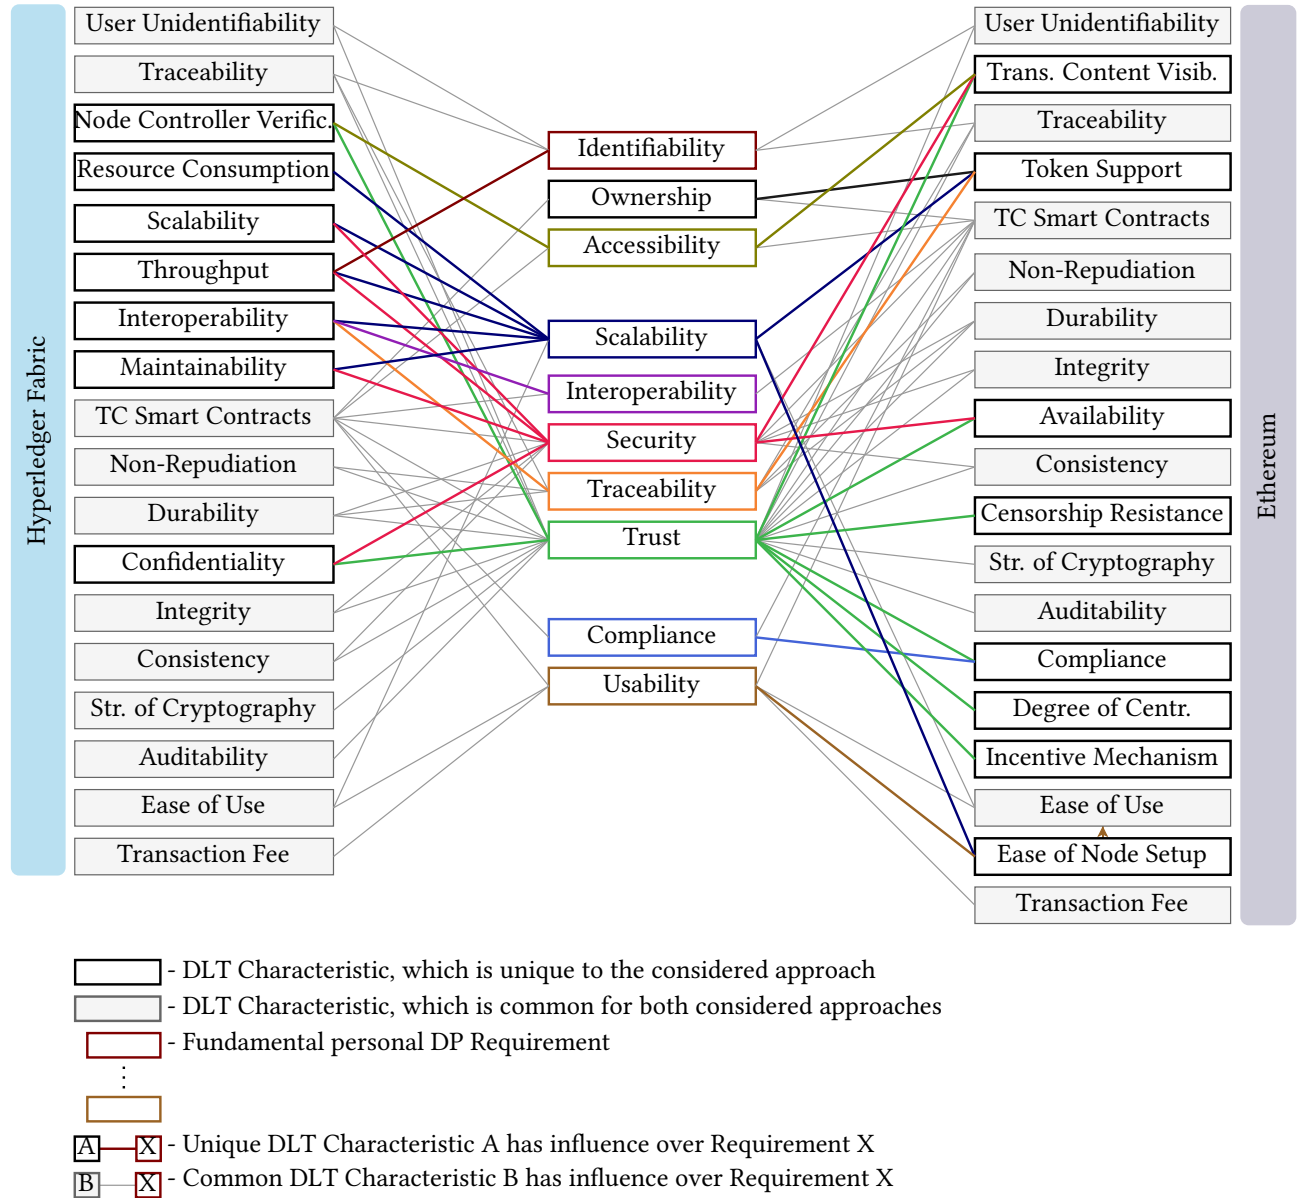 Hyperledger Fabric
User Unidentifiability
Traceability
Node Controller Verific.
Resource Consumption
Scalability
Throughput
Interoperability
Maintainability
TC Smart Contracts
Non-Repudiation
Durability
Confidentiality
Integrity
Consistency
Str. of Cryptography
Auditability
Ease of Use
Transaction Fee
Identifiability
Ownership
Accessibility
Scalability
Interoperability
Security
Traceability
Trust
Compliance
Usability
User Unidentifiability
Trans. Content Visib.
Traceability
Token Support
TC Smart Contracts
Non-Repudiation
Durability
Integrity
Availability
Consistency
Censorship Resistance
Str. of Cryptography
Auditability
Compliance
Degree of Centr.
Incentive Mechanism
Ease of Use
Ease of Node Setup
Transaction Fee
Ethereum
- DLT Characteristic, which is unique to the considered approach
- DLT Characteristic, which is common for both considered approaches
- Fundamental personal DP Requirement
A X - Unique DLT Characteristic A has influence over Requirement X
B X - Common DLT Characteristic B has influence over Requirement X